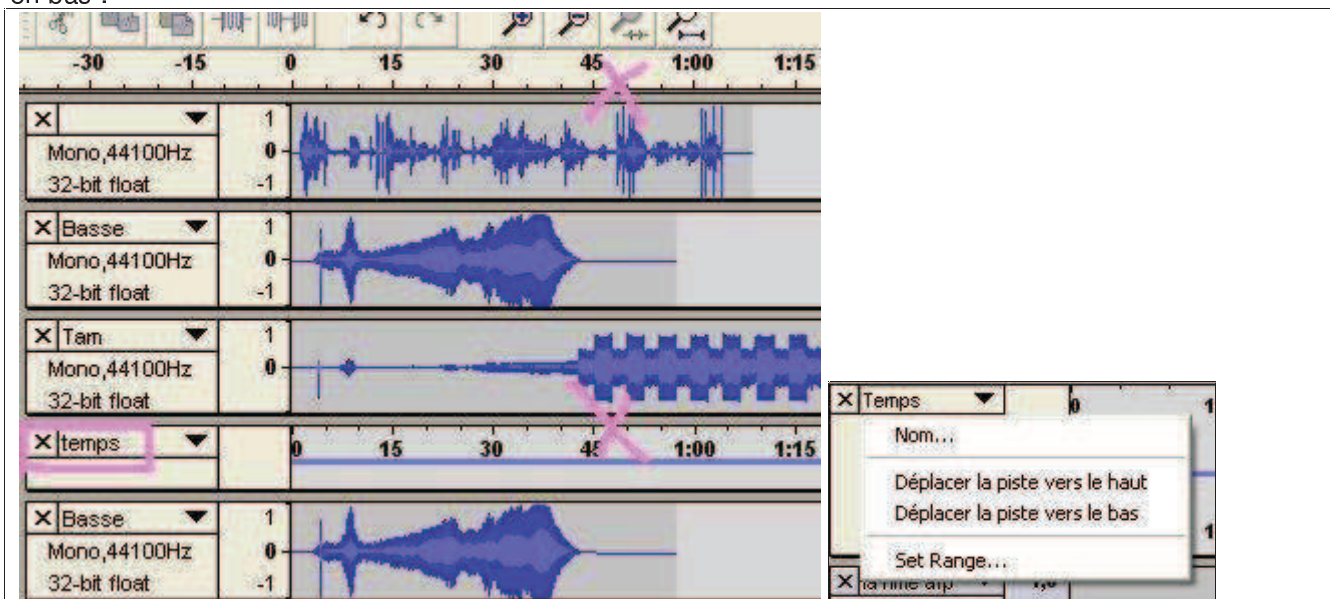 en bas :
-30 -15 0 15 30 45 1:00 1:15
Mono,44100Hz
32-bit float
1
0
-1
Basse
Mono,44100Hz
32-bit float
1
0
-1
Tam
Mono,44100Hz
32-bit float
1
0
temps
0 15 30 1:00 1:15
Basse
Mono,44100Hz
32-bit float
1
0
-1
Temps 0 1
Nom...
Déplacer la piste vers le haut
Déplacer la piste vers le bas
1
Set Range...